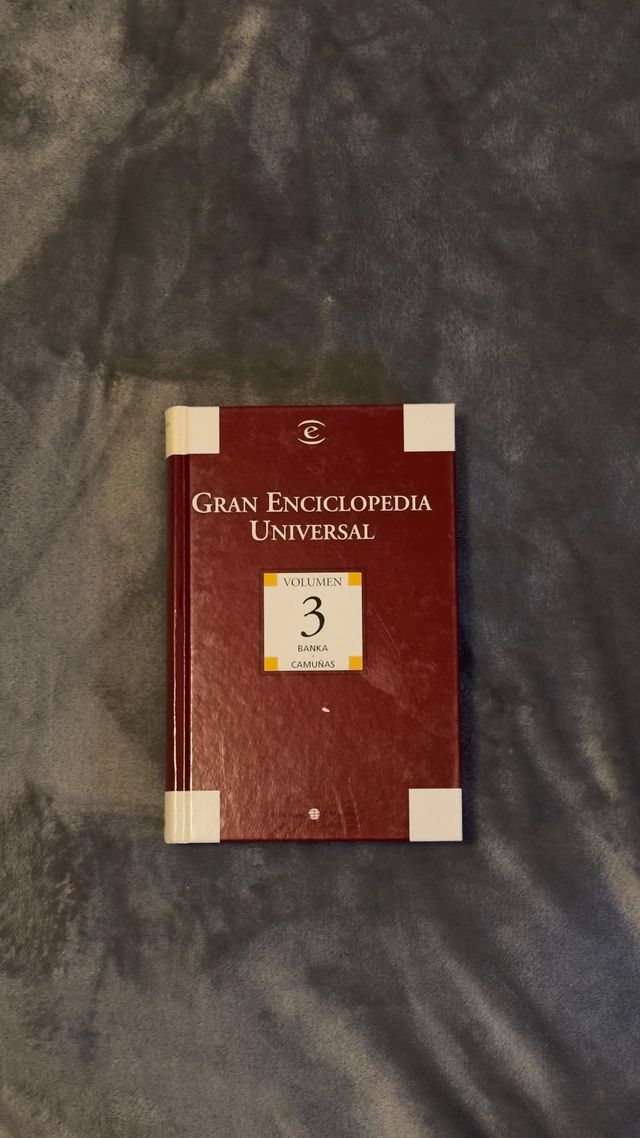 e
GRAN ENCICLOPEDIA
UNIVERSAL
VOLUMEN
3
BANKA
-
CAMUÑAS